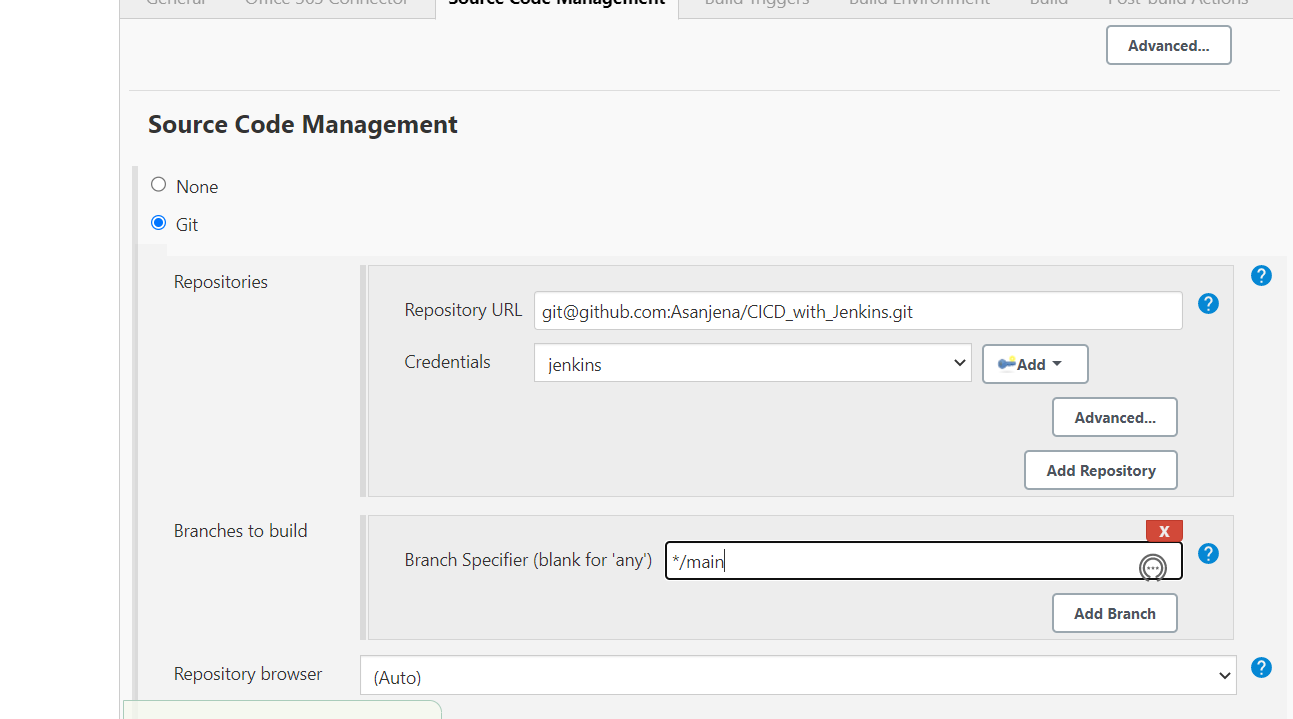 General Office 365 Connector Source Code Management Build Triggers Build Environment Build Post-build Actions
Advanced...
Source Code Management
None
Git
Repositories
?
Repository URL git@github.com:Asanjena/CICD_with_Jenkins.git ?
Credentials jenkins Add
Advanced...
Add Repository
Branches to build
X
Branch Specifier (blank for 'any') */main ?
Add Branch
Repository browser (Auto) ?